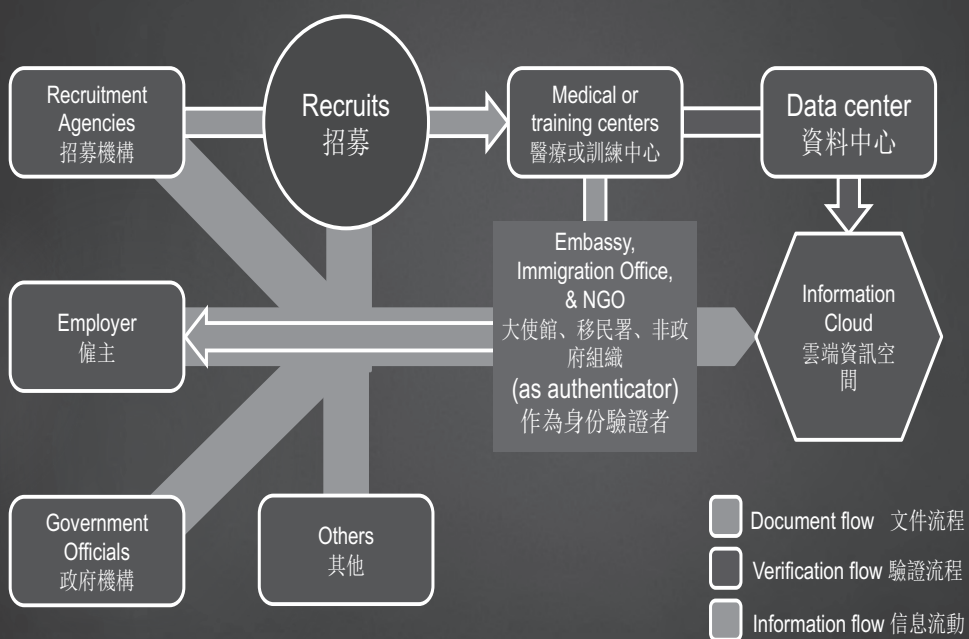 Recruitment
Agencies
招募機構
Recruits
招募
Medical or
training centers
醫療或訓練中心
Data center
資料中心
Employer
僱主
Embassy,
Immigration Office,
& NGO
大使館、移民署、非政
府組織
(as authenticator)
作為身份驗證者
Information
Cloud
雲端資訊空
間
Government
Officials
政府機構
Others
其他
Document flow 文件流程
Verification flow 驗證流程
Information flow 信息流動